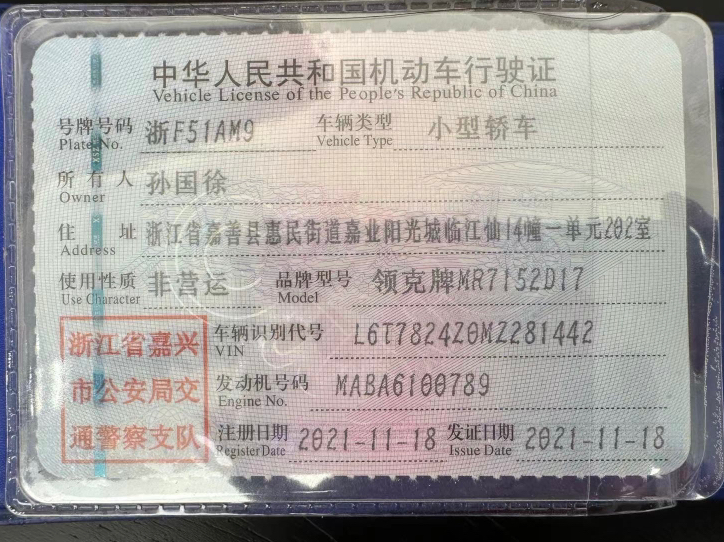 中华人民共和国机动车行驶证
Vehicle License of the People's Republic of China
号牌号码 浙F51AM9 车辆类型 小型轿车
Plate No. Vehicle Type
所有人 孙国徐
Owner
住址 浙江省嘉善县惠民街道嘉业阳光城临江仙14幢一单元202室
Address
使用性质 非营运 品牌型号 领克牌MR7152D17
Use Character Model
浙江省嘉兴
市公安局交
通警察支队
车辆识别代号 L6T7824Z0MZ281442
VIN
发动机号码 MABA6100789
Engine No.
注册日期 2021-11-18 发证日期 2021-11-18
Register Date Issue Date